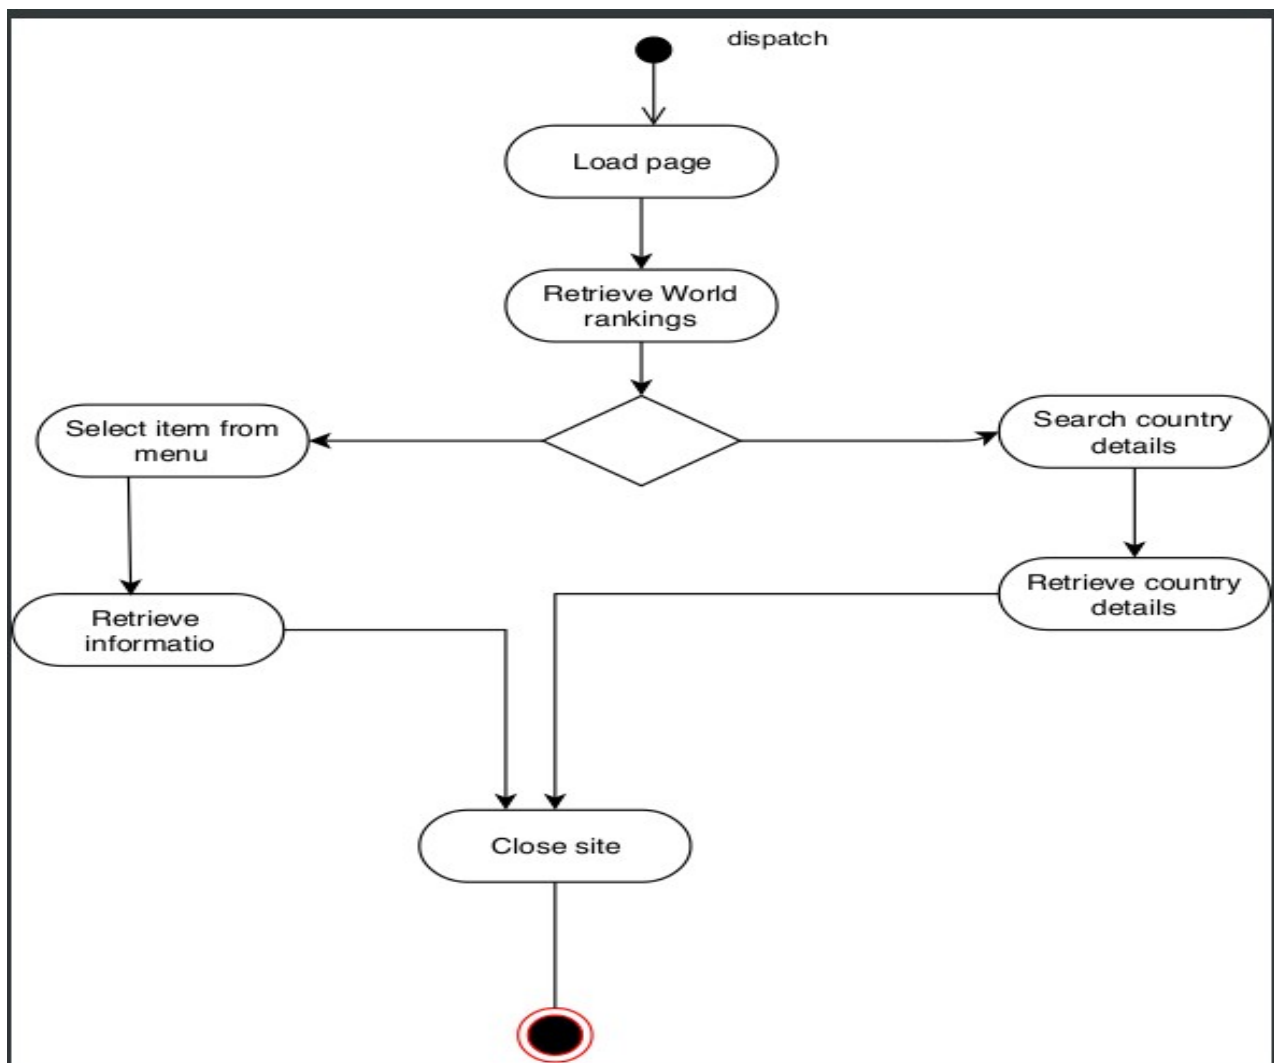 dispatch
Load page
Retrieve World
rankings
Select item from
menu
Search country
details
Retrieve
informatio
Retrieve country
details
Close site